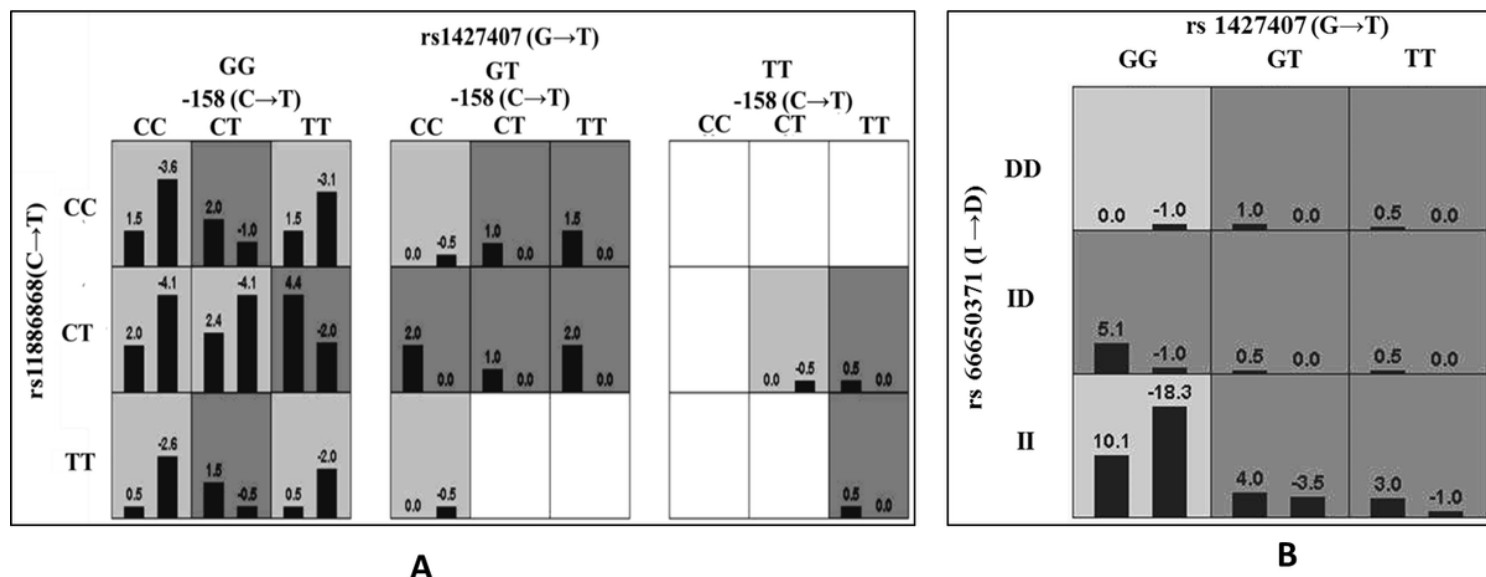 rs1427407 (G→T)
GG GT TT
-158 (C→T) -158 (C→T) -158 (C→T)
CC CT TT CC CT TT CC CT TT
rs11886868(C→T)
CC
1.5 -3.6 2.0 -1.0 1.5 -3.1 0.0 -0.5 1.0 0.0 1.5 0.0
CT
2.0 -4.1 2.4 -4.1 4.4 -2.0 2.0 0.0 1.0 0.0 2.0 0.0 0.0 -0.5 0.5 0.0
TT
0.5 -2.6 1.5 -0.5 0.5 -2.0 0.0 -0.5 0.5 0.0
A
rs 1427407 (G→T)
GG GT TT
rs 66650371 (I →D)
DD
0.0 -1.0 1.0 0.0 0.5 0.0
ID
5.1 -1.0 0.5 0.0 0.5 0.0
II
10.1 -18.3 4.0 -3.5 3.0 -1.0
B